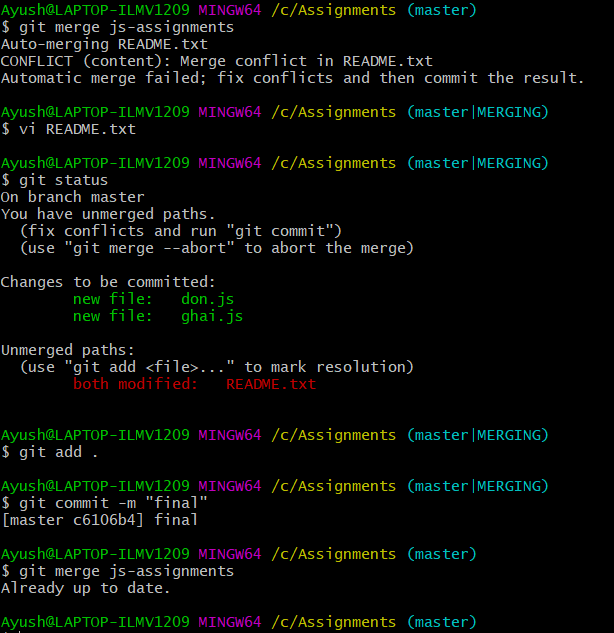 Ayush@LAPTOP-ILMV1209 MINGW64 /c/Assignments (master)
$ git merge js-assignments
Auto-merging README.txt
CONFLICT (content): Merge conflict in README.txt
Automatic merge failed; fix conflicts and then commit the result.
Ayush@LAPTOP-ILMV1209 MINGW64 /c/Assignments (master|MERGING)
$ vi README.txt
Ayush@LAPTOP-ILMV1209 MINGW64 /c/Assignments (master|MERGING)
$ git status
On branch master
You have unmerged paths.
(fix conflicts and run "git commit")
(use "git merge --abort" to abort the merge)
Changes to be committed:
new file:   don.js
new file:   ghai.js
Unmerged paths:
(use "git add <file>..." to mark resolution)
both modified:   README.txt
Ayush@LAPTOP-ILMV1209 MINGW64 /c/Assignments (master|MERGING)
$ git add .
Ayush@LAPTOP-ILMV1209 MINGW64 /c/Assignments (master|MERGING)
$ git commit -m "final"
[master c6106b4] final
Ayush@LAPTOP-ILMV1209 MINGW64 /c/Assignments (master)
$ git merge js-assignments
Already up to date.
Ayush@LAPTOP-ILMV1209 MINGW64 /c/Assignments (master)